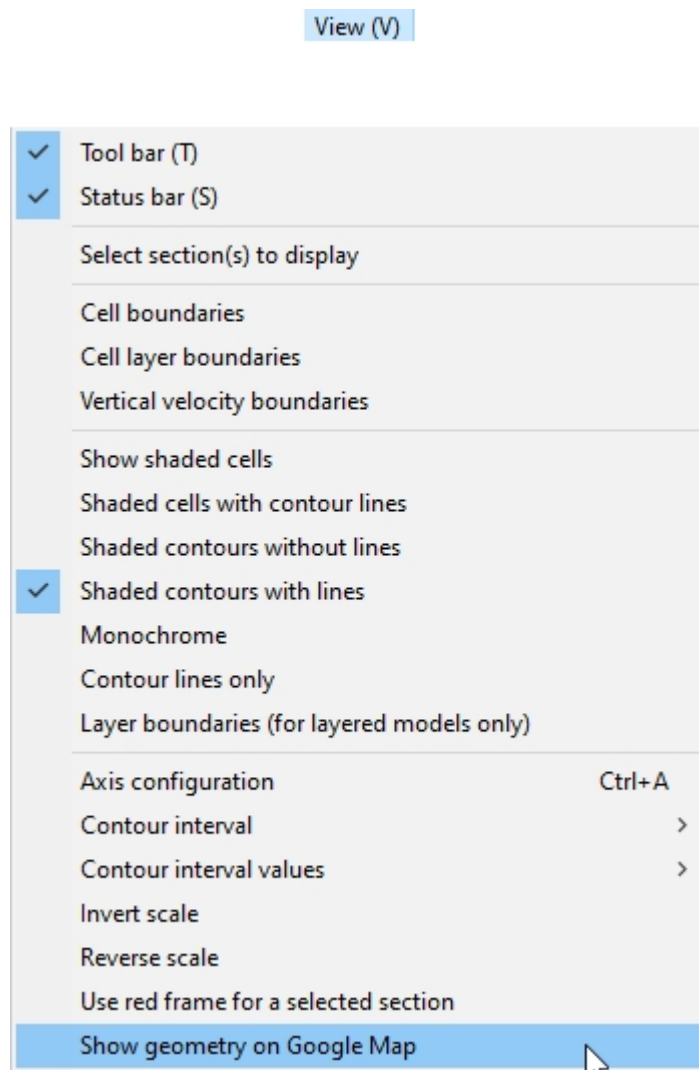 View (V)
Tool bar (T)
Status bar (S)
Select section(s) to display
Cell boundaries
Cell layer boundaries
Vertical velocity boundaries
Show shaded cells
Shaded cells with contour lines
Shaded contours without lines
Shaded contours with lines
Monochrome
Contour lines only
Layer boundaries (for layered models only)
Axis configuration Ctrl+A
Contour interval
Contour interval values
Invert scale
Reverse scale
Use red frame for a selected section
Show geometry on Google Map